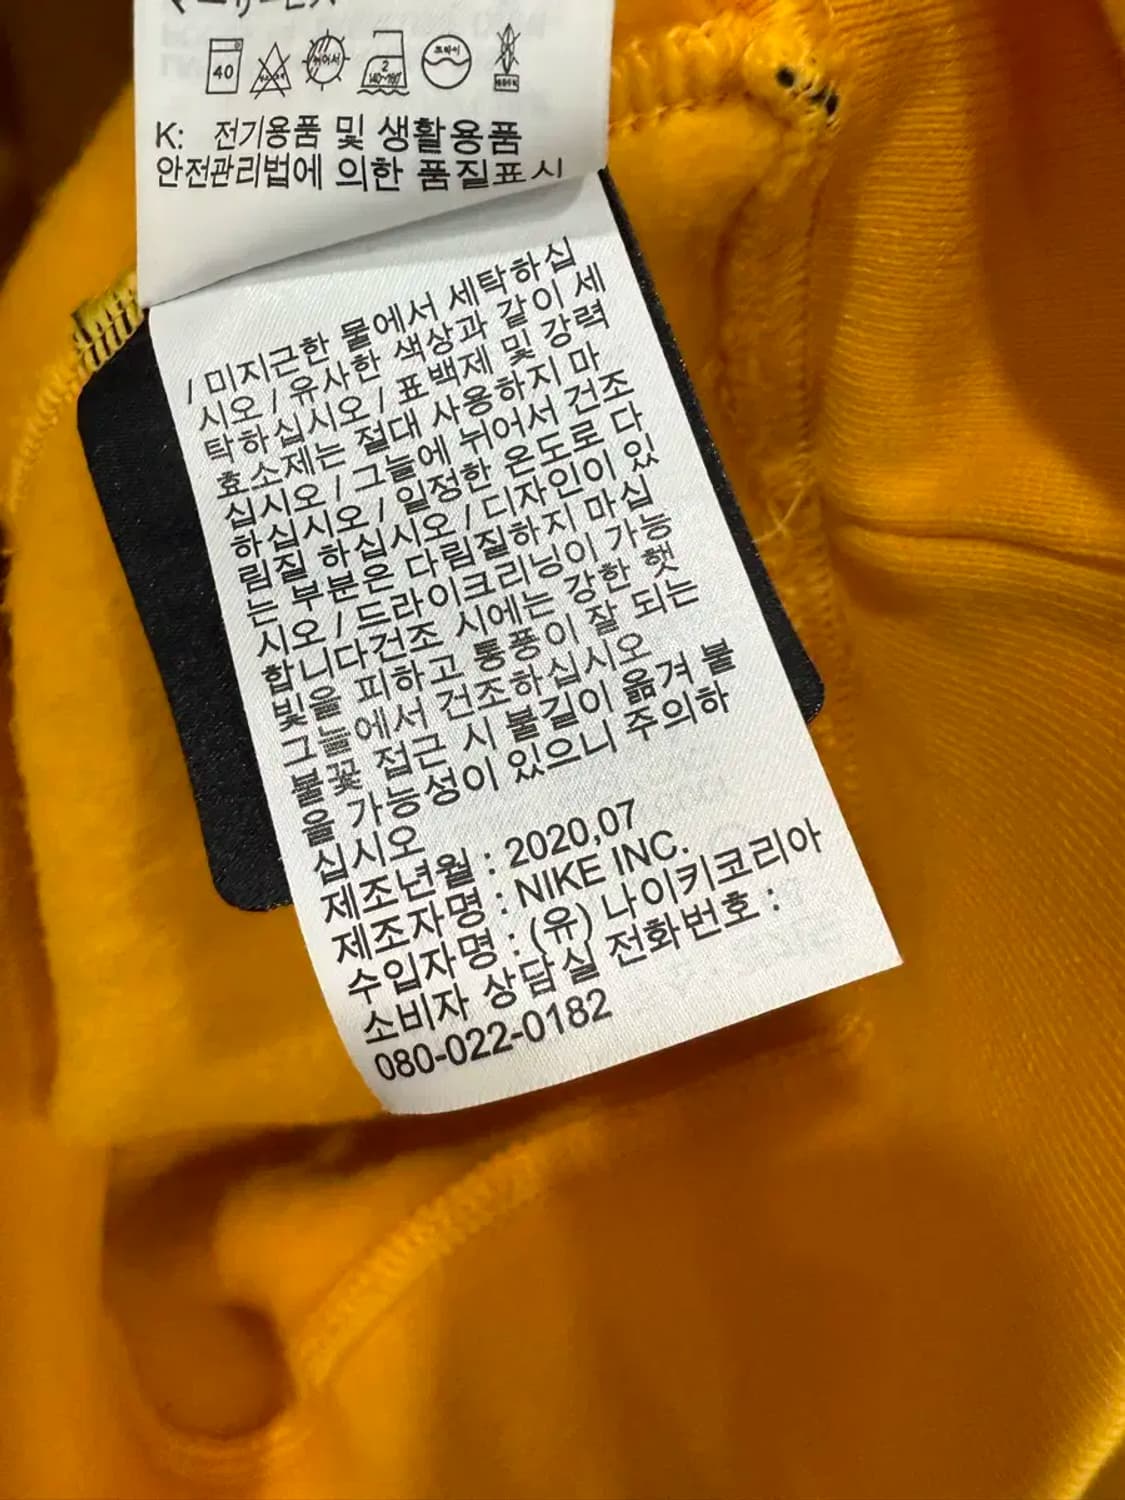 40
드라이
2
140~160℃
K: 전기용품 및 생활용품
안전관리법에 의한 품질표시
/ 미지근한 물에서 세탁하십
시오 / 유사한 색상과 같이 세
탁하십시오 / 표백제 및 강력
효소제는 절대 사용하지 마
십시오 / 그늘에 뉘어서 건조
하십시오 / 일정한 온도로 다
림질 하십시오 / 디자인이 있
는 부분은 다림질하지 마십
시오 / 드라이크리닝이 가능
합니다건조 시에는 강한 햇
빛을 피하고 통풍이 잘 되는
그늘에서 건조하십시오
불꽃 접근 시 불길이 옮겨 붙
을 가능성이 있으니 주의하
십시오
제조년월 : 2020,07
제조자명 : NIKE INC.
수입자명 : (유) 나이키코리아
소비자 상담실 전화번호 :
080-022-0182